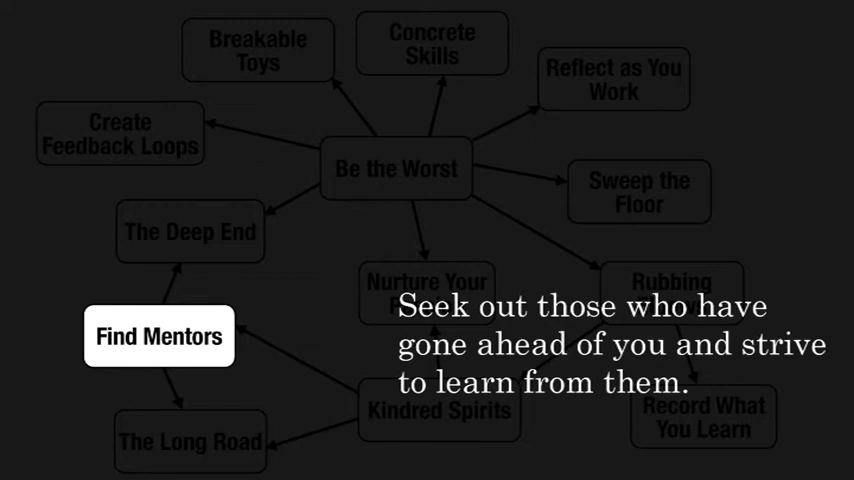 Breakable
Toys
Concrete
Skills
Reflect as You
Work
Create
Feedback Loops
Be the Worst
Sweep the
Floor
The Deep End
Nurture Your
Rubbing
Find Mentors
Seek out those who have
gone ahead of you and strive
to learn from them.
Kindred Spirits
Record What
You Learn
The Long Road